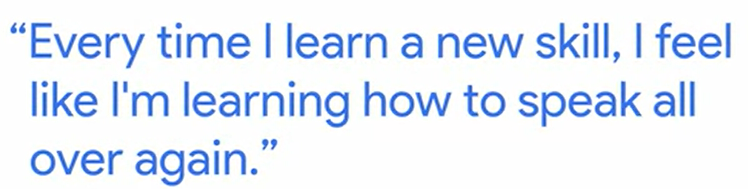 “Every time I learn a new skill, I feel
like I'm learning how to speak all
over again.”